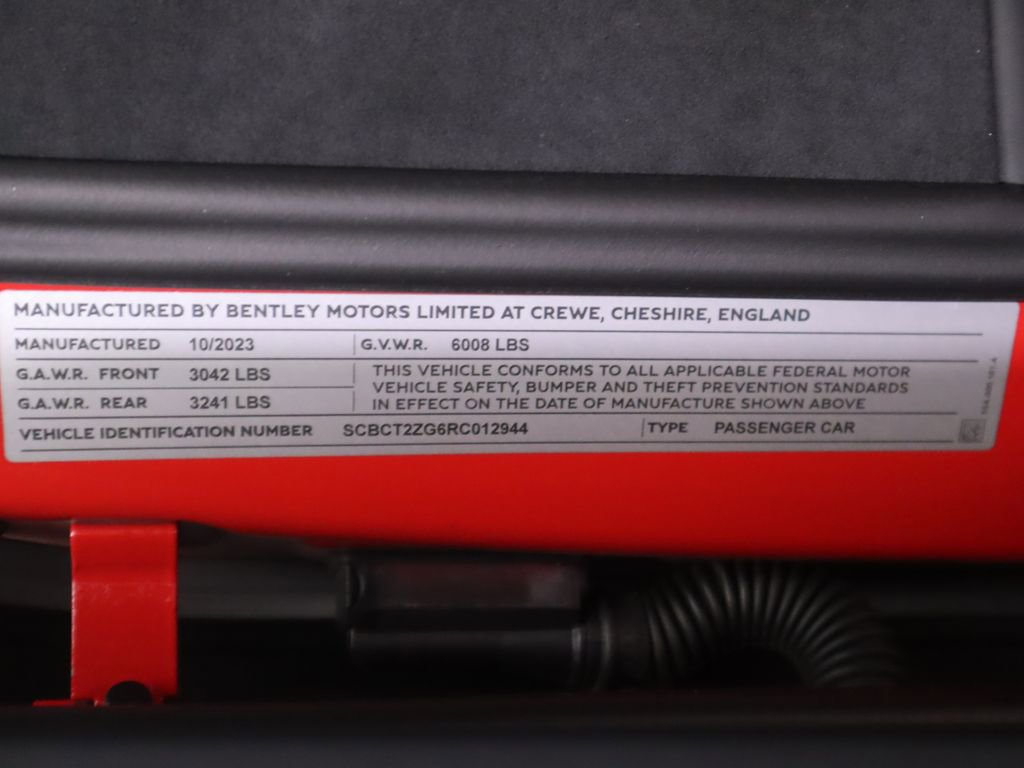 MANUFACTURED BY BENTLEY MOTORS LIMITED AT CREWE, CHESHIRE, ENGLAND
MANUFACTURED 10/2023 G.V.W.R. 6008 LBS
G.A.W.R. FRONT 3042 LBS
G.A.W.R. REAR 3241 LBS
THIS VEHICLE CONFORMS TO ALL APPLICABLE FEDERAL MOTOR
VEHICLE SAFETY, BUMPER AND THEFT PREVENTION STANDARDS
IN EFFECT ON THE DATE OF MANUFACTURE SHOWN ABOVE
VEHICLE IDENTIFICATION NUMBER SCBCT2ZG6RC012944 TYPE PASSENGER CAR